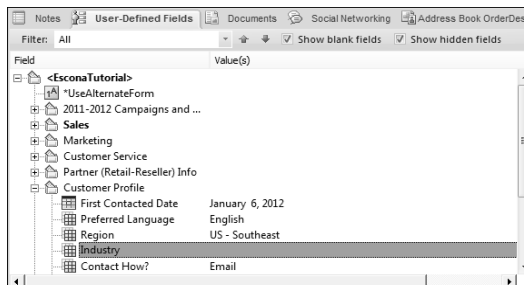 Notes User-Defined Fields Documents Social Networking Address Book OrderDes
Filter: All Show blank fields Show hidden fields
Field Value(s)
<EsconaTutorial>
*UseAlternateForm
2011-2012 Campaigns and ...
Sales
Marketing
Customer Service
Partner (Retail-Reseller) Info
Customer Profile
First Contacted Date January 6, 2012
Preferred Language English
Region US - Southeast
Industry
Contact How? Email